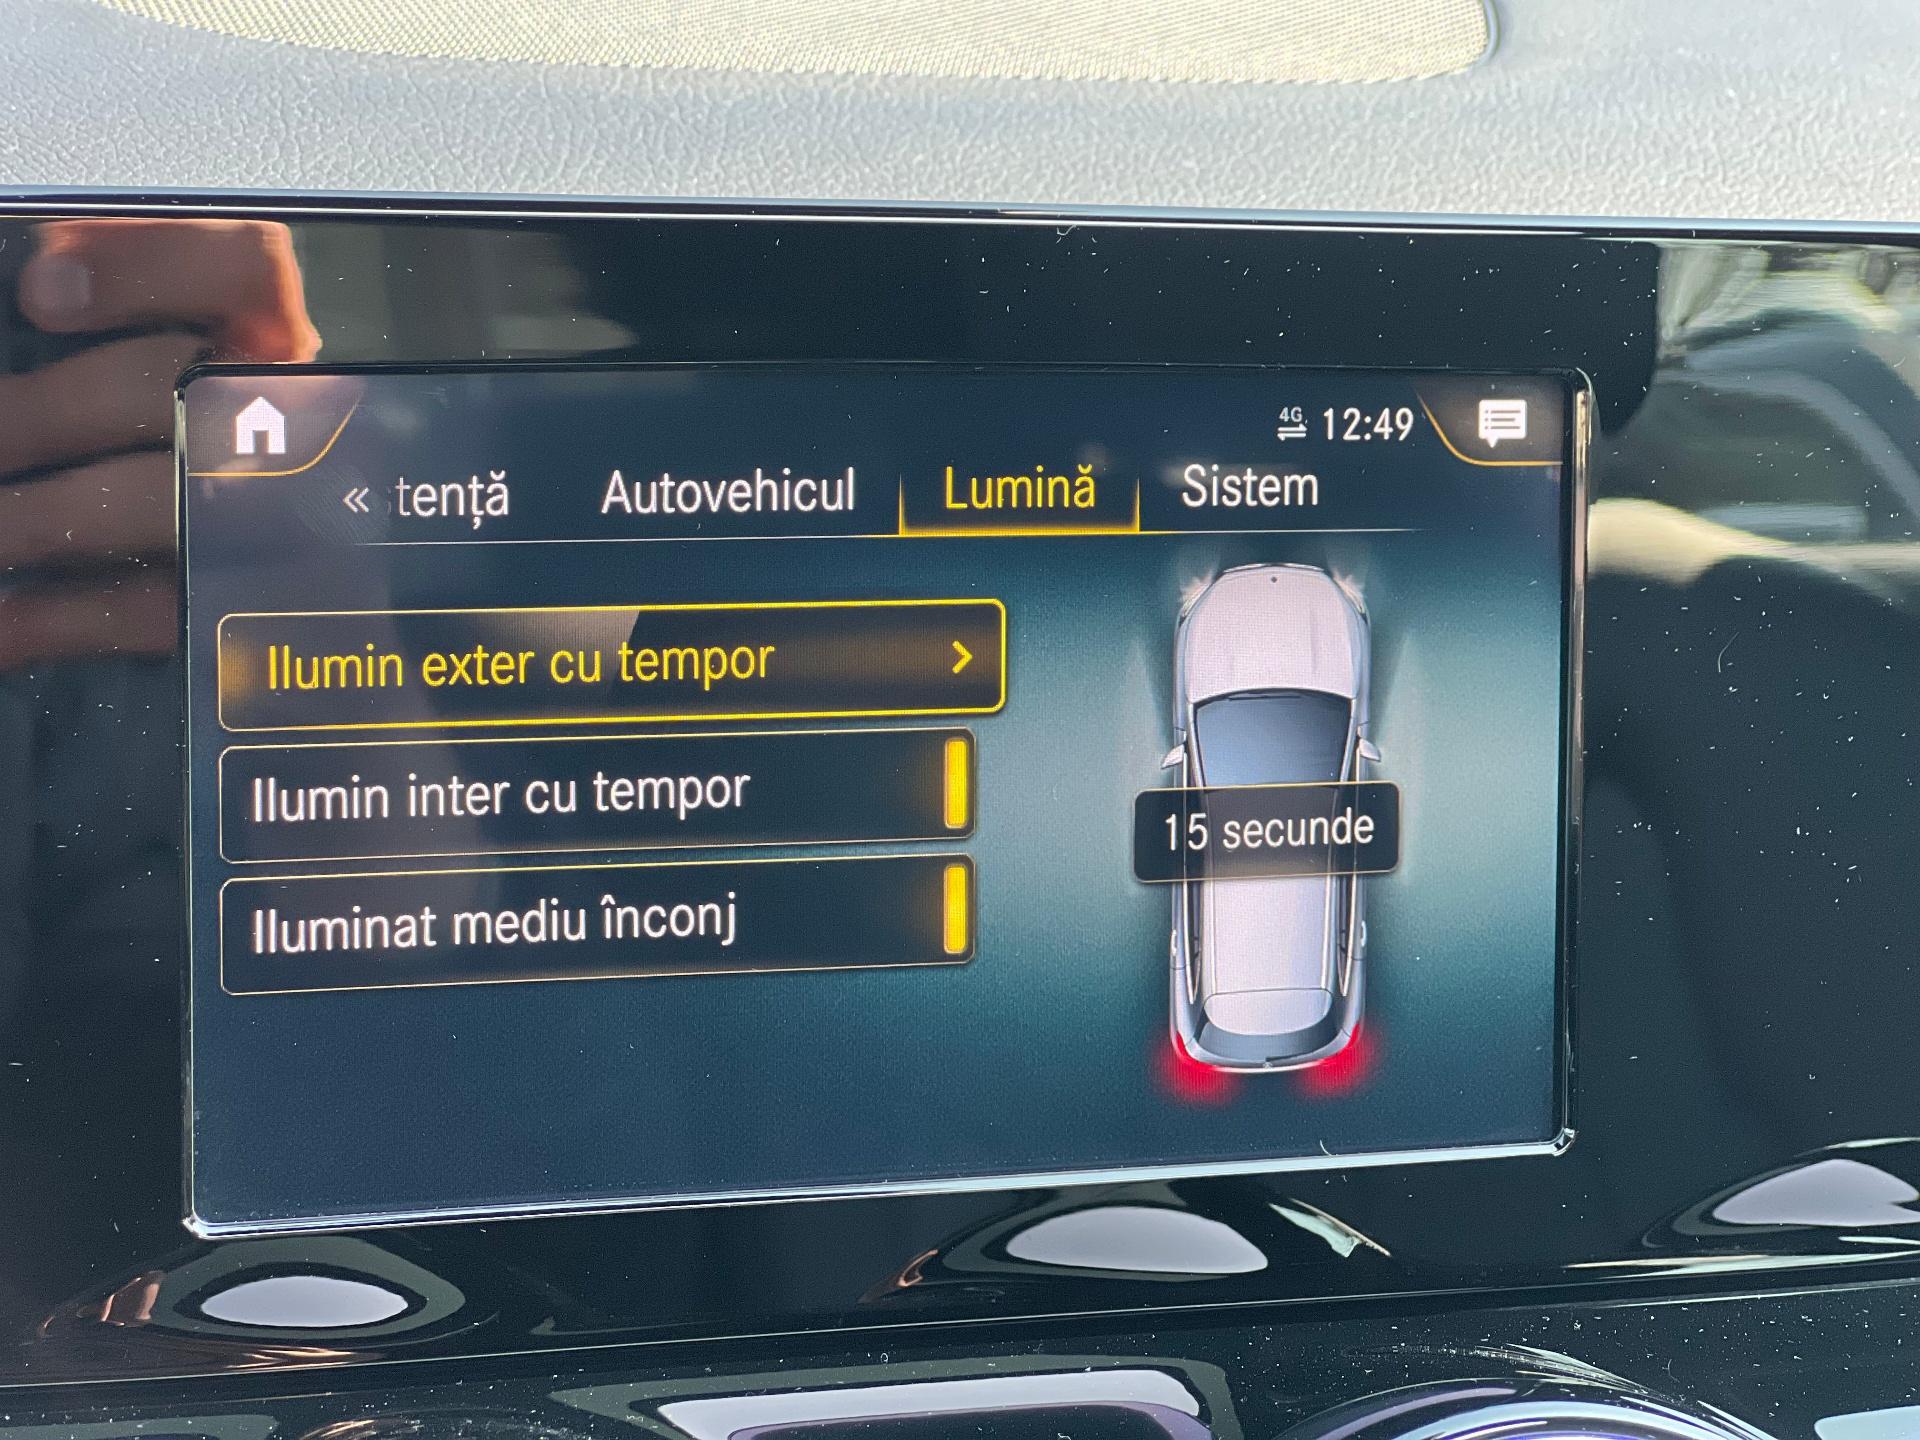 4G 12:49
« tență Autovehicul Lumină Sistem
Ilumin exter cu tempor >
Ilumin inter cu tempor
15 secunde
Iluminat mediu înconj